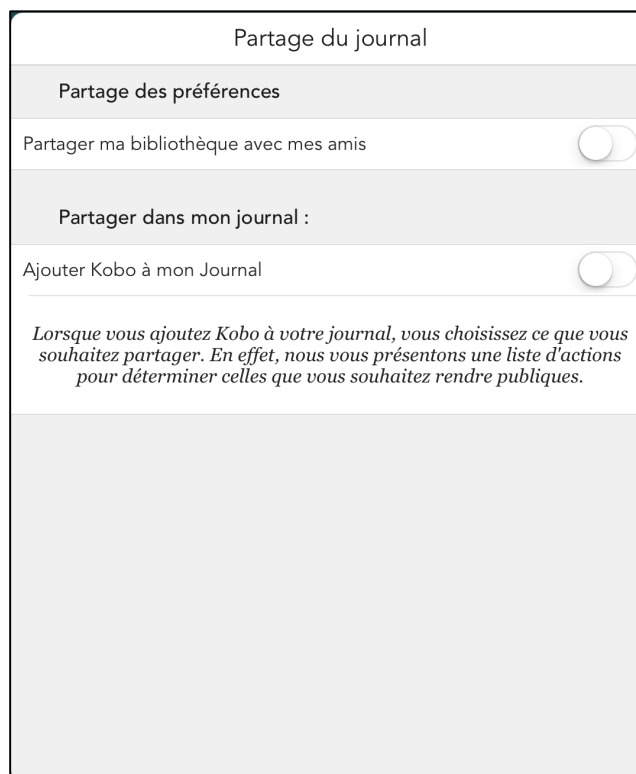 Partage du journal
Partage des préférences
Partager ma bibliothèque avec mes amis
Partager dans mon journal :
Ajouter Kobo à mon Journal
Lorsque vous ajoutez Kobo à votre journal, vous choisissez ce que vous
souhaitez partager. En effet, nous vous présentons une liste d'actions
pour déterminer celles que vous souhaitez rendre publiques.